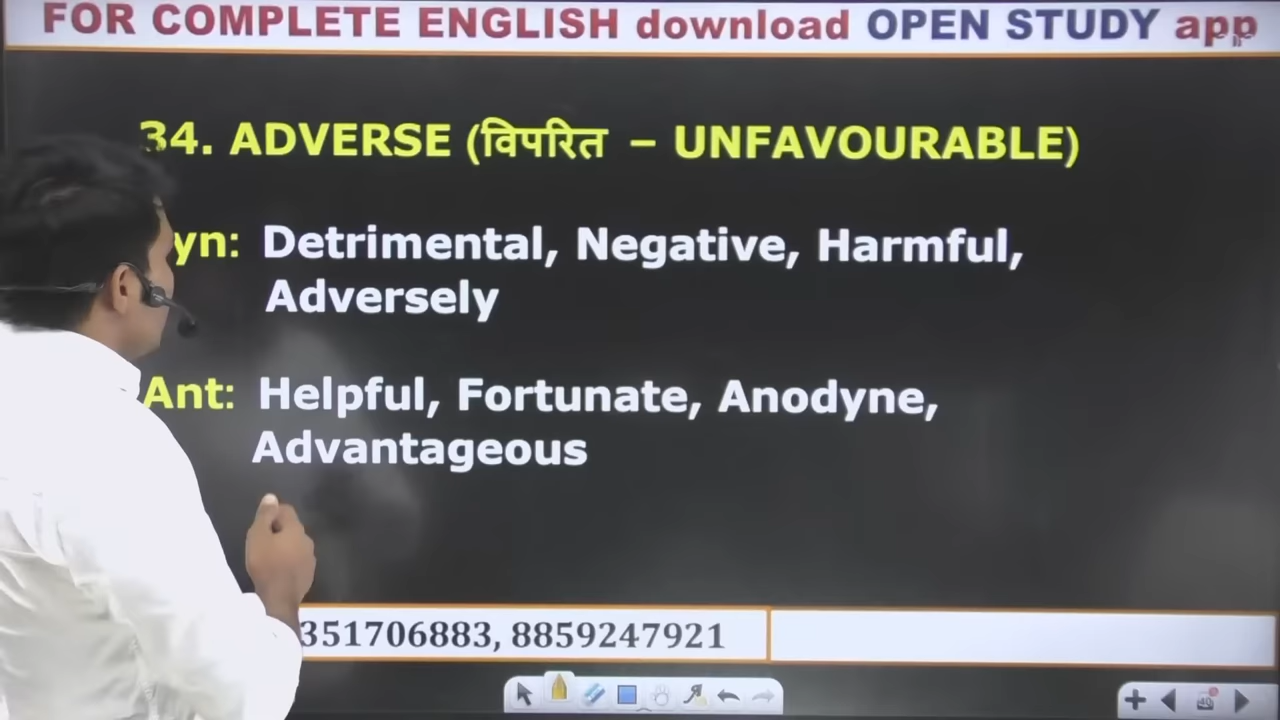 FOR COMPLETE ENGLISH download OPEN STUDY app
34. ADVERSE (विपरित – UNFAVOURABLE)
yn: Detrimental, Negative, Harmful,
Adversely
Ant: Helpful, Fortunate, Anodyne,
Advantageous
351706883, 8859247921